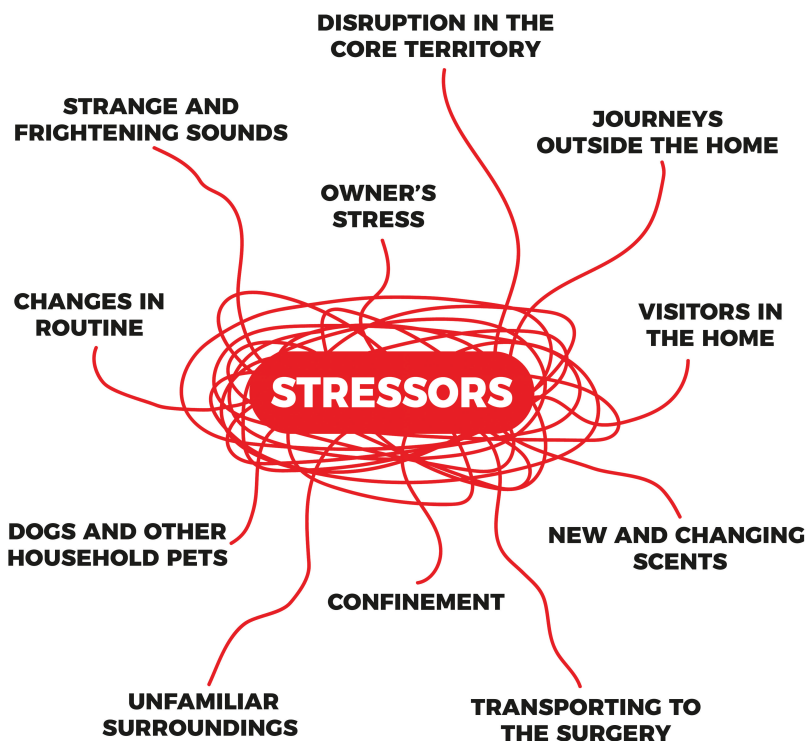 DISRUPTION IN THE
CORE TERRITORY
STRANGE AND
FRIGHTENING SOUNDS
JOURNEYS
OUTSIDE THE HOME
OWNER'S
STRESS
CHANGES IN
ROUTINE
VISITORS IN
THE HOME
STRESSORS
DOGS AND OTHER
HOUSEHOLD PETS
NEW AND CHANGING
SCENTS
CONFINEMENT
UNFAMILIAR
SURROUNDINGS
TRANSPORTING TO
THE SURGERY